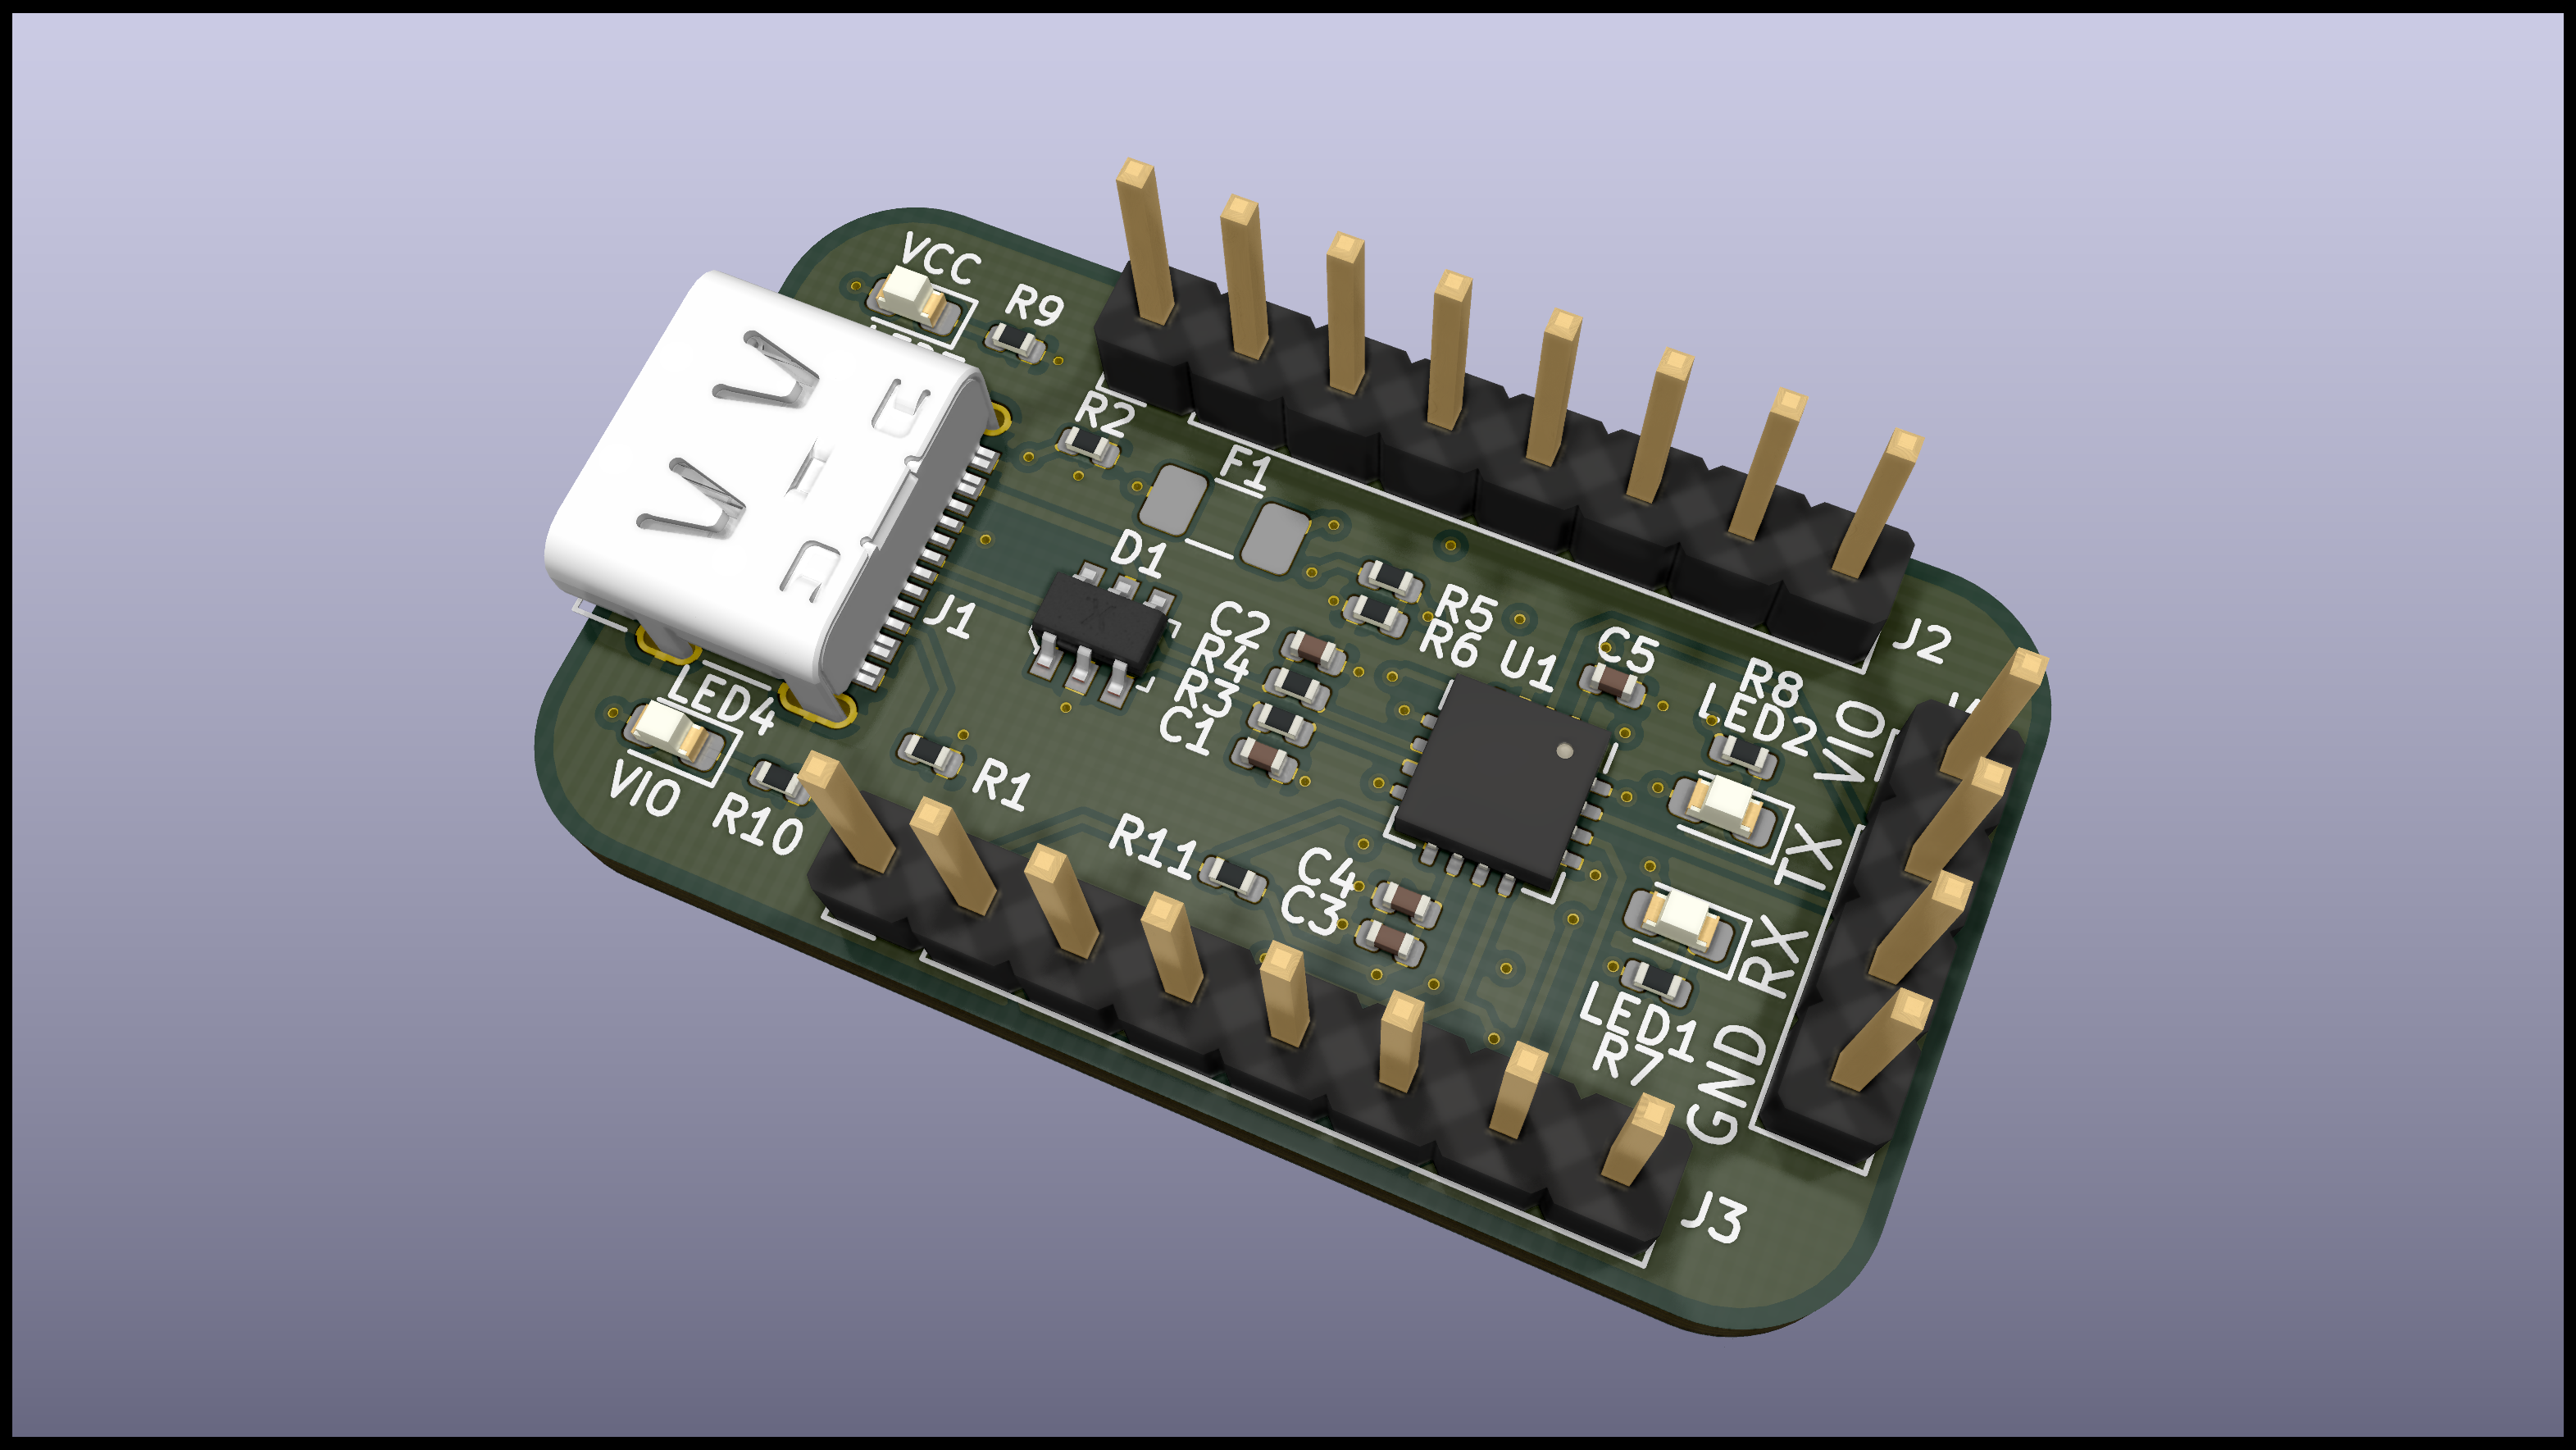 VCC
R9
R2
F1
D1
J1
C2
R4
R3
C1
R5
R6
U1
C5
J2
R8
LED2
VIO
TX
LED4
VIO
R10
R1
R11
C4
C3
RX
LED1
R7
GND
J3